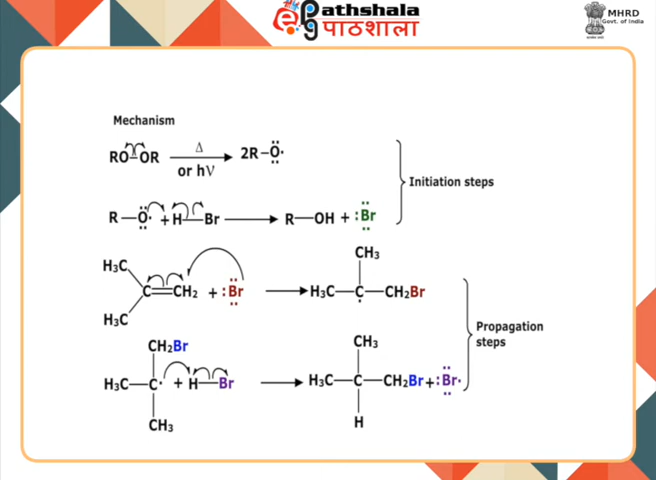 ePathshala
पाठशाला
MHRD
Govt. of India
Mechanism
RO—OR Δ or hν 2R—Ö·
Initiation steps
R—Ö· + H—Br R—OH + :Br
H₃C
H₃C
C=CH₂ + :Br
CH₃
H₃C—C—CH₂Br
Propagation
steps
CH₂Br
H₃C—C· + H—Br
CH₃
CH₃
H₃C—C—CH₂Br + :Br·
H